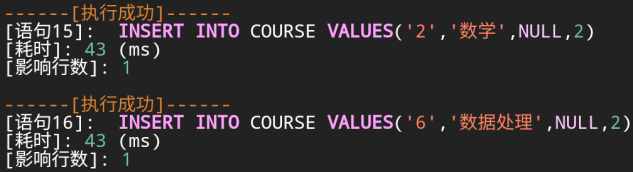 ------[执行成功]------
[语句15]:  INSERT INTO COURSE VALUES('2','数学',NULL,2)
[耗时]: 43 (ms)
[影响行数]: 1
------[执行成功]------
[语句16]:  INSERT INTO COURSE VALUES('6','数据处理',NULL,2)
[耗时]: 43 (ms)
[影响行数]: 1